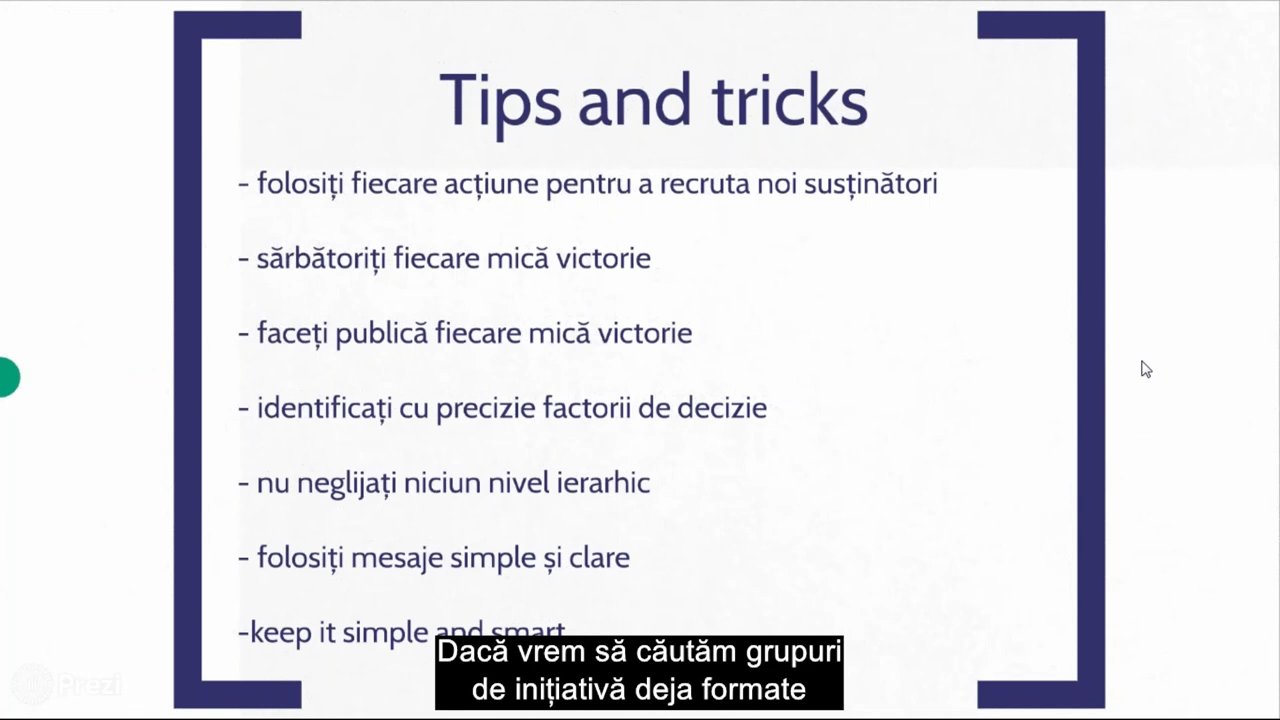 Tips and tricks
- folosiți fiecare acțiune pentru a recruta noi susținători
- sărbătoriți fiecare mică victorie
- faceți publică fiecare mică victorie
- identificați cu precizie factorii de decizie
- nu neglijați niciun nivel ierarhic
- folosiți mesaje simple și clare
-keep it simple and smart
Dacă vrem să căutăm grupuri
de inițiativă deja formate
Prezi